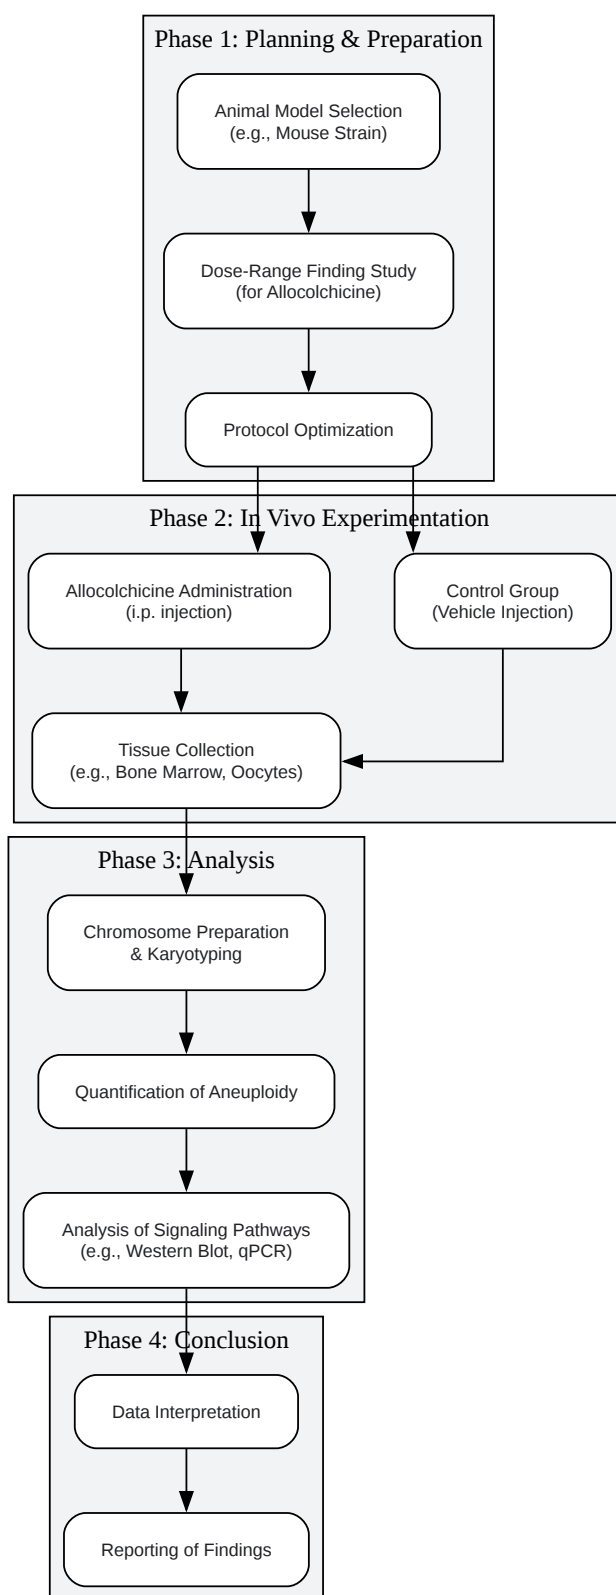 Phase 1: Planning & Preparation
Animal Model Selection
(e.g., Mouse Strain)
Dose-Range Finding Study
(for Allocolchicine)
Protocol Optimization
Phase 2: In Vivo Experimentation
Allocolchicine Administration
(i.p. injection)
Control Group
(Vehicle Injection)
Tissue Collection
(e.g., Bone Marrow, Oocytes)
Phase 3: Analysis
Chromosome Preparation
& Karyotyping
Quantification of Aneuploidy
Analysis of Signaling Pathways
(e.g., Western Blot, qPCR)
Phase 4: Conclusion
Data Interpretation
Reporting of Findings